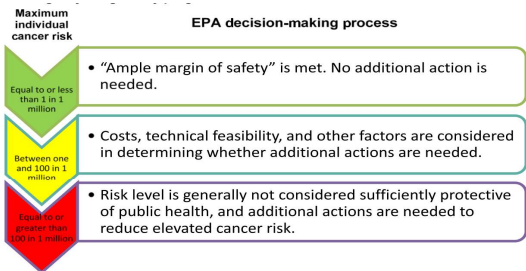 Maximum
individual
cancer risk
EPA decision-making process
Equal to or less
than 1 in 1
million
• “Ample margin of safety” is met. No additional action is
needed.
Between one
and 100 in 1
million
• Costs, technical feasibility, and other factors are considered
in determining whether additional actions are needed.
Equal to or
greater than
100 in 1 million
• Risk level is generally not considered sufficiently protective
of public health, and additional actions are needed to
reduce elevated cancer risk.